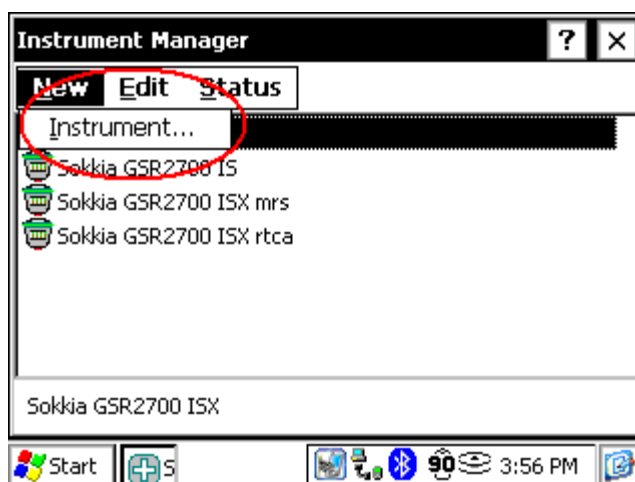 Instrument Manager ? ×
New Edit Status
Instrument...
Sokkia GSR2700 IS
Sokkia GSR2700 ISX mrs
Sokkia GSR2700 ISX rtca
Sokkia GSR2700 ISX
Start S 90 3:56 PM